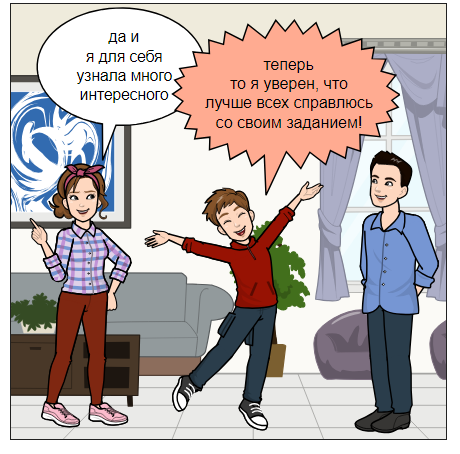 да и
я для себя
узнала много
интересного
теперь
то я уверен, что
лучше всех справлюсь
со своим заданием!